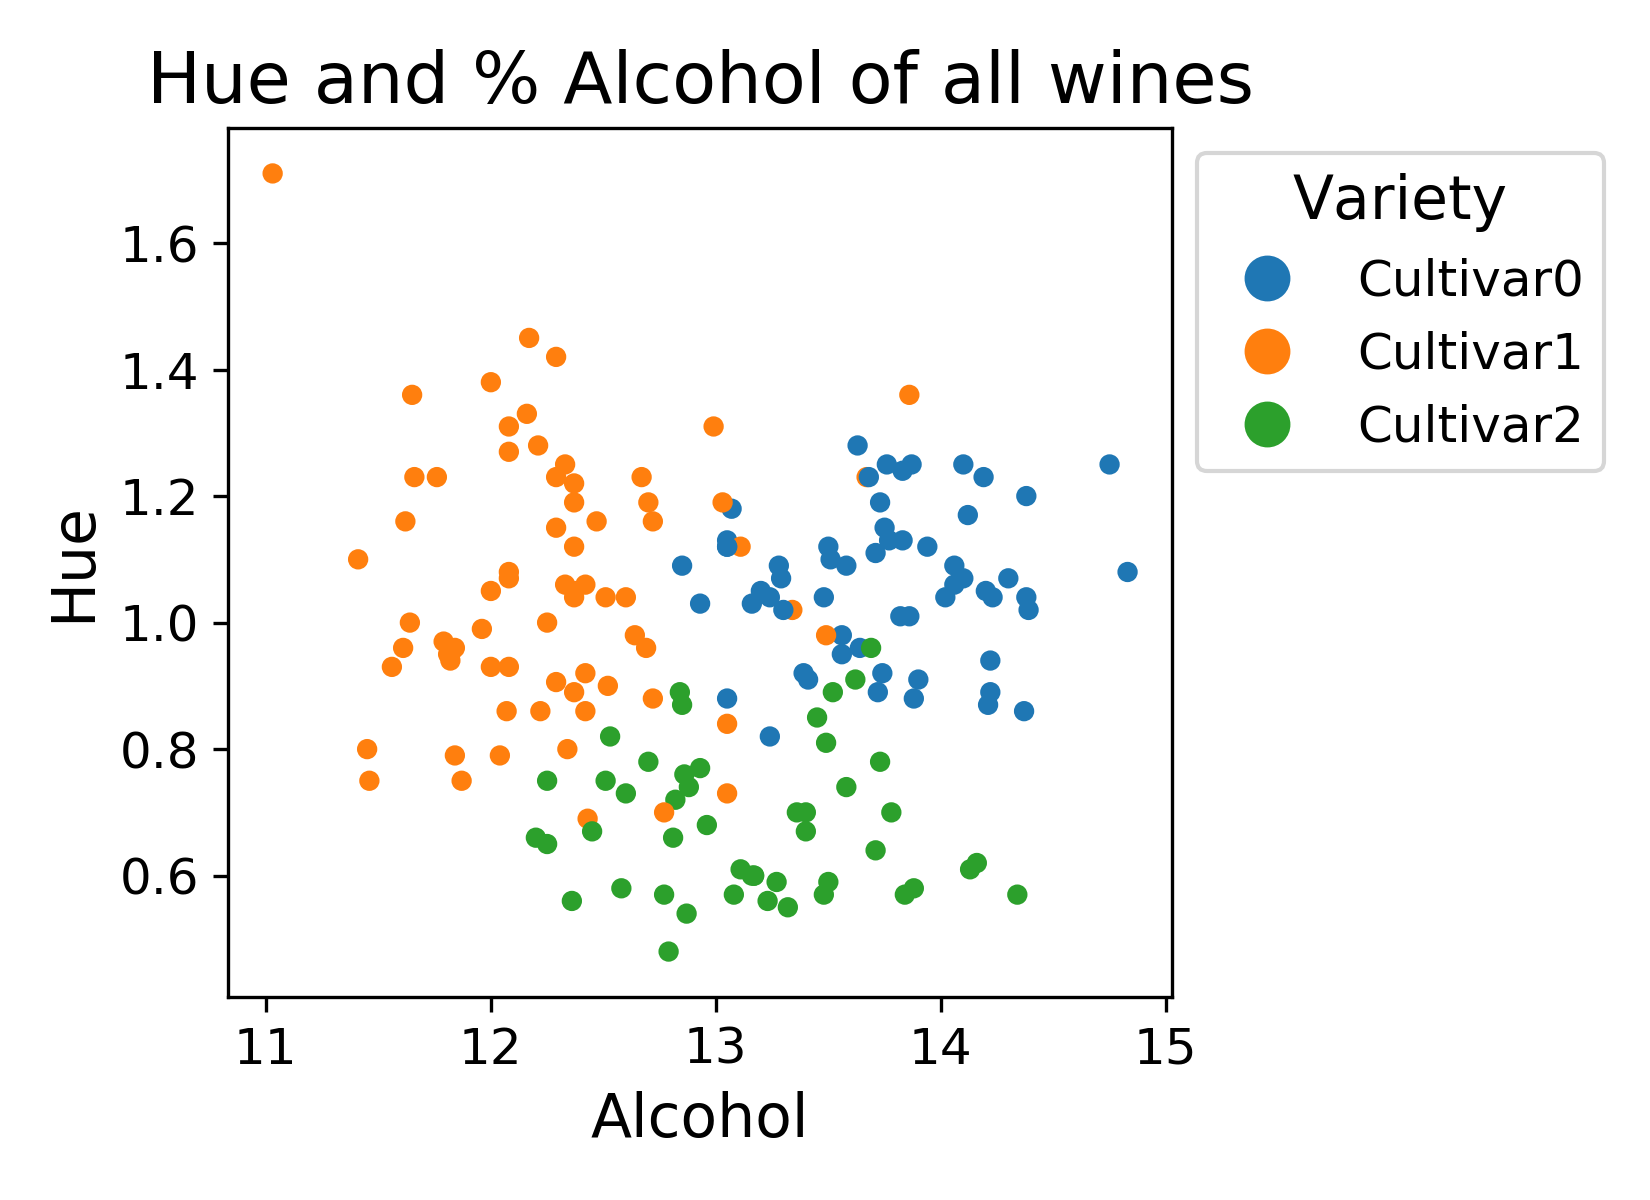 Hue and % Alcohol of all wines
Variety
Cultivar0
Cultivar1
Cultivar2
Hue
1.6
1.4
1.2
1.0
0.8
0.6
11 12 13 14 15
Alcohol